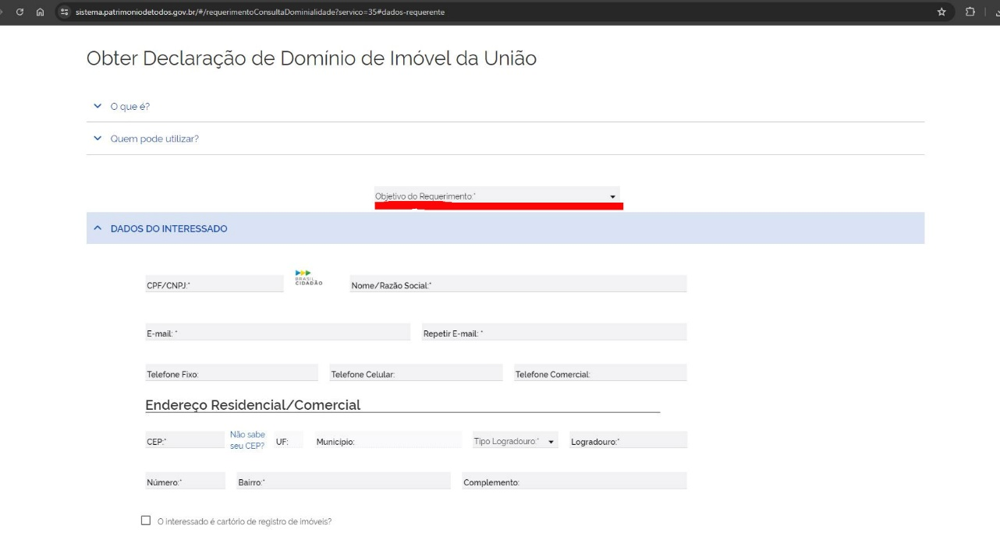 sistema.patrimoniodetodos.gov.br/#/requerimentoConsultaDominialidade?servico=35#dados-requerente
Obter Declaração de Domínio de Imóvel da União
O que é?
Quem pode utilizar?
Objetivo do Requerimento:*
DADOS DO INTERESSADO
CPF/CNPJ:*
BRASIL
CIDADÃO
Nome/Razão Social:*
E-mail: *
Repetir E-mail: *
Telefone Fixo:
Telefone Celular:
Telefone Comercial:
Endereço Residencial/Comercial
CEP:*
Não sabe
seu CEP?
UF:
Município:
Tipo Logradouro:*
Logradouro:*
Número:*
Bairro:*
Complemento:
O interessado é cartório de registro de imóveis?